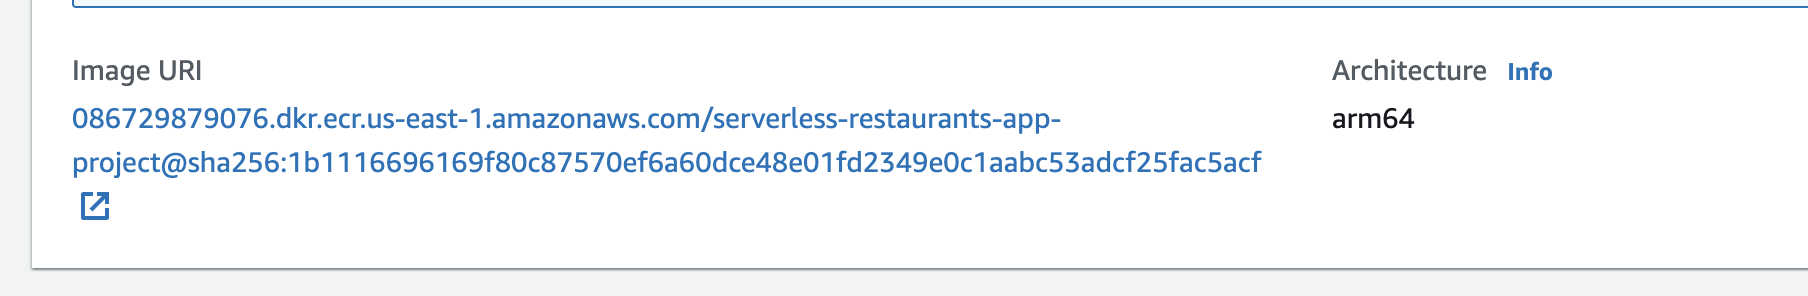 Image URI
Architecture Info
086729879076.dkr.ecr.us-east-1.amazonaws.com/serverless-restaurants-app-
arm64
project@sha256:1b1116696169f80c87570ef6a60dce48e01fd2349e0c1aabc53adcf25fac5acf